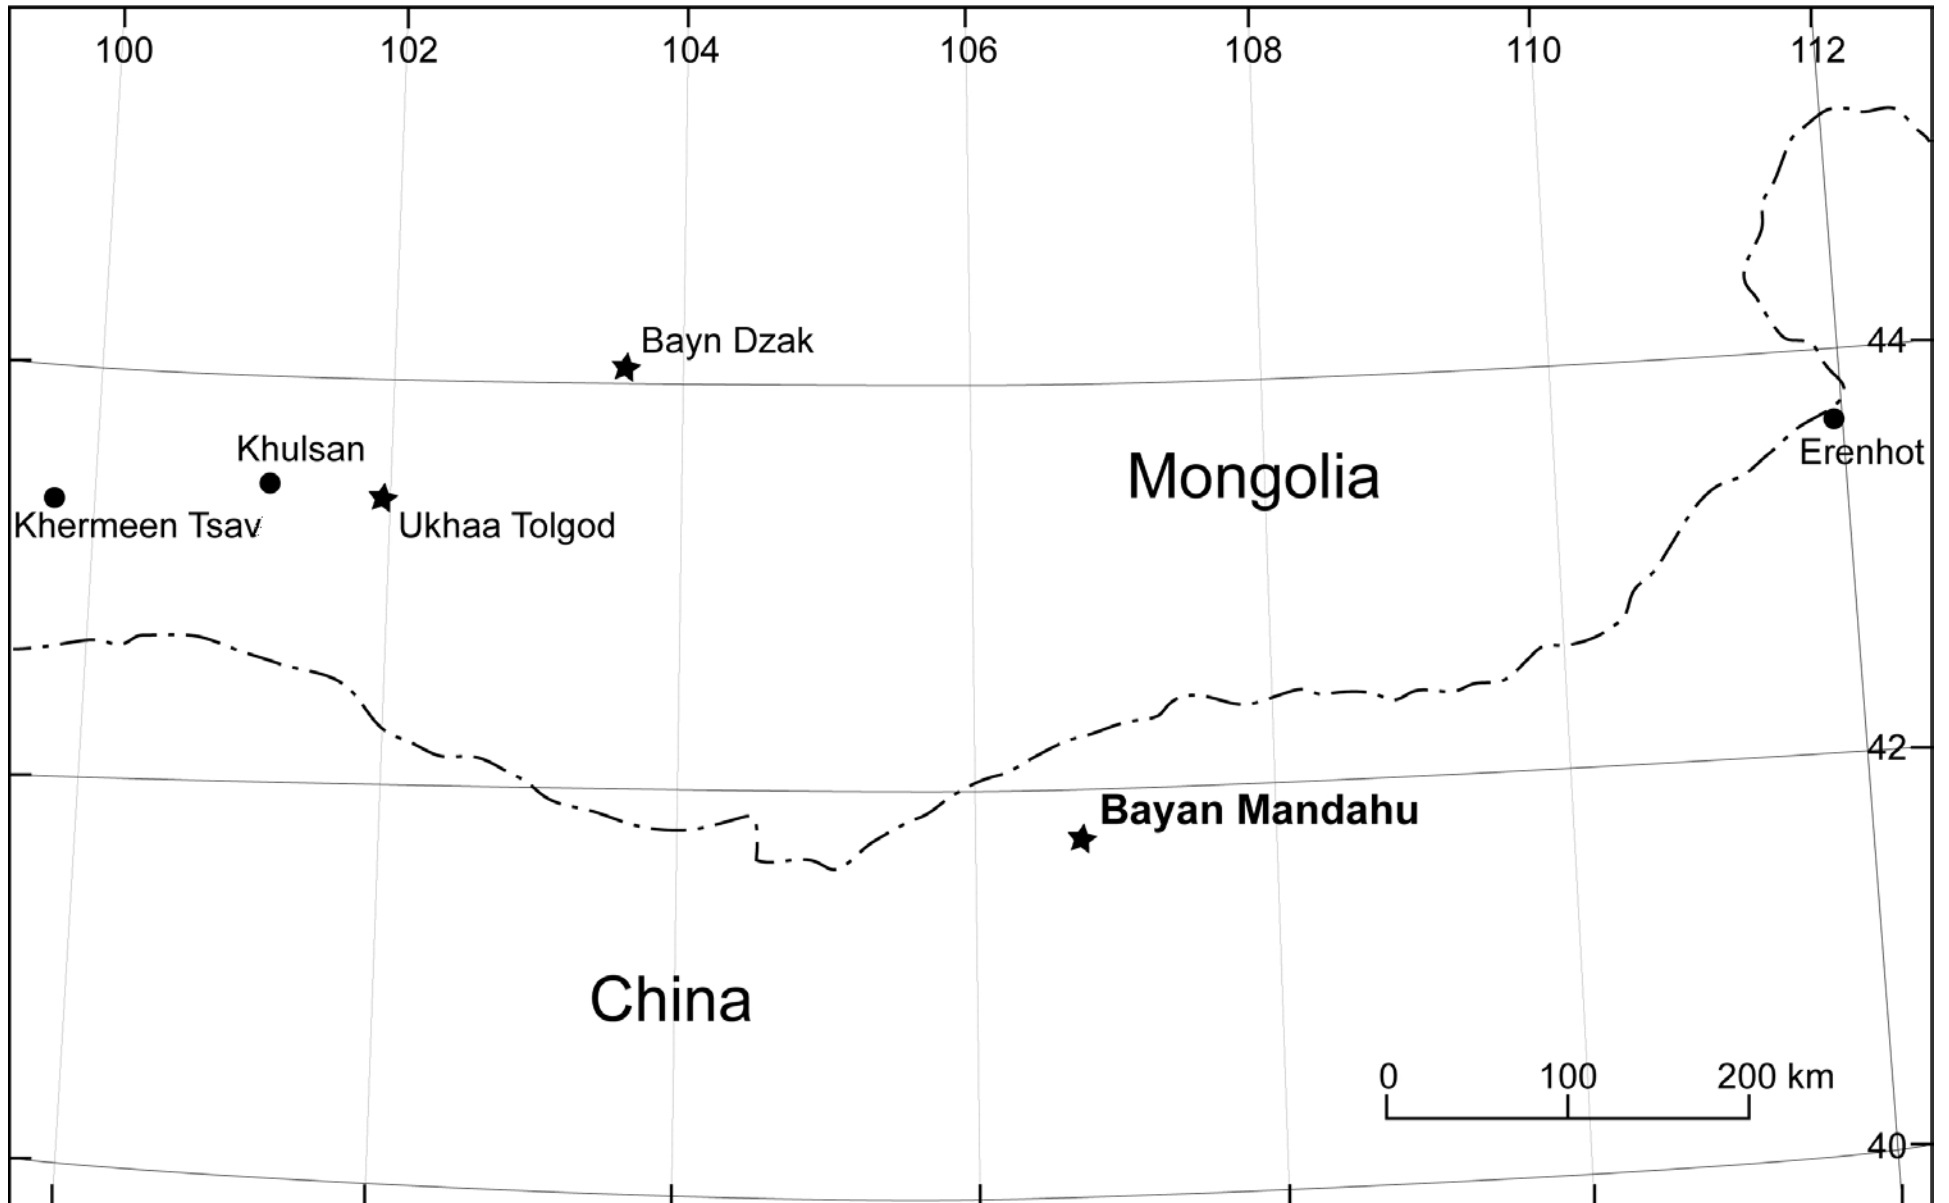 100 102 104 106 108 110 112
Bayn Dzak
44
Khulsan
Mongolia
Erenhot
Khermeen Tsav
Ukhaa Tolgod
42
Bayan Mandahu
China
0 100 200 km
40